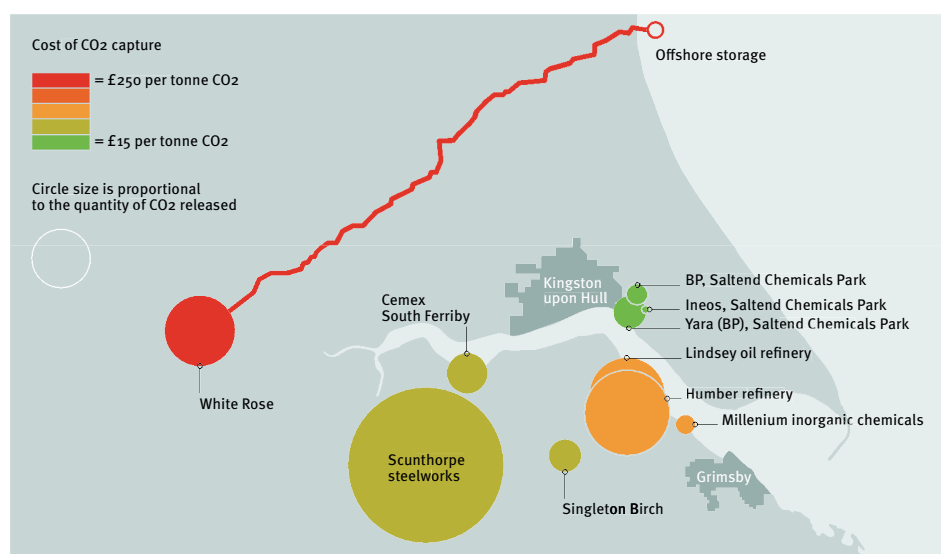 Cost of CO2 capture
= £250 per tonne CO2
= £15 per tonne CO2
Circle size is proportional
to the quantity of CO2 released
Offshore storage
Kingston
upon Hull
BP, Saltend Chemicals Park
Ineos, Saltend Chemicals Park
Yara (BP), Saltend Chemicals Park
Cemex
South Ferriby
Lindsey oil refinery
Humber refinery
White Rose
Millenium inorganic chemicals
Scunthorpe
steelworks
Grimsby
Singleton Birch